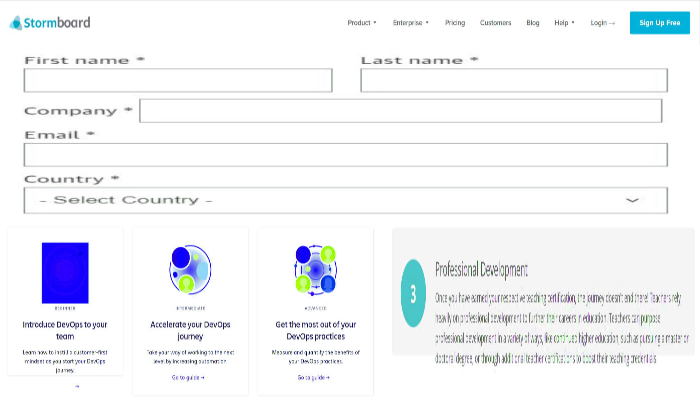 Stormboard
Product Enterprise Pricing Customers Blog Help Login → Sign Up Free
First name * Last name *
Company *
Email *
Country *
- Select Country -
BEGINNER
Introduce DevOps to your
team
Learn how to instill a customer-first
mindset as you start your DevOps
journey.
→
INTERMEDIATE
Accelerate your DevOps
journey
Take your way of working to the next
level by increasing automation.
Go to guide →
ADVANCED
Get the most out of your
DevOps practices
Measure and quantify the benefits of
your DevOps practices.
Go to guide →
3
Professional Development
Once you have earned your respective teaching certification, the journey doesn't end there! Teachers rely
heavily on professional development to further their careers in education. Teachers can purpose
professional development in a variety of ways, like continued higher education, such as pursuing a master or
doctoral degree, or through additional teacher certifications to boost their teaching credentials.